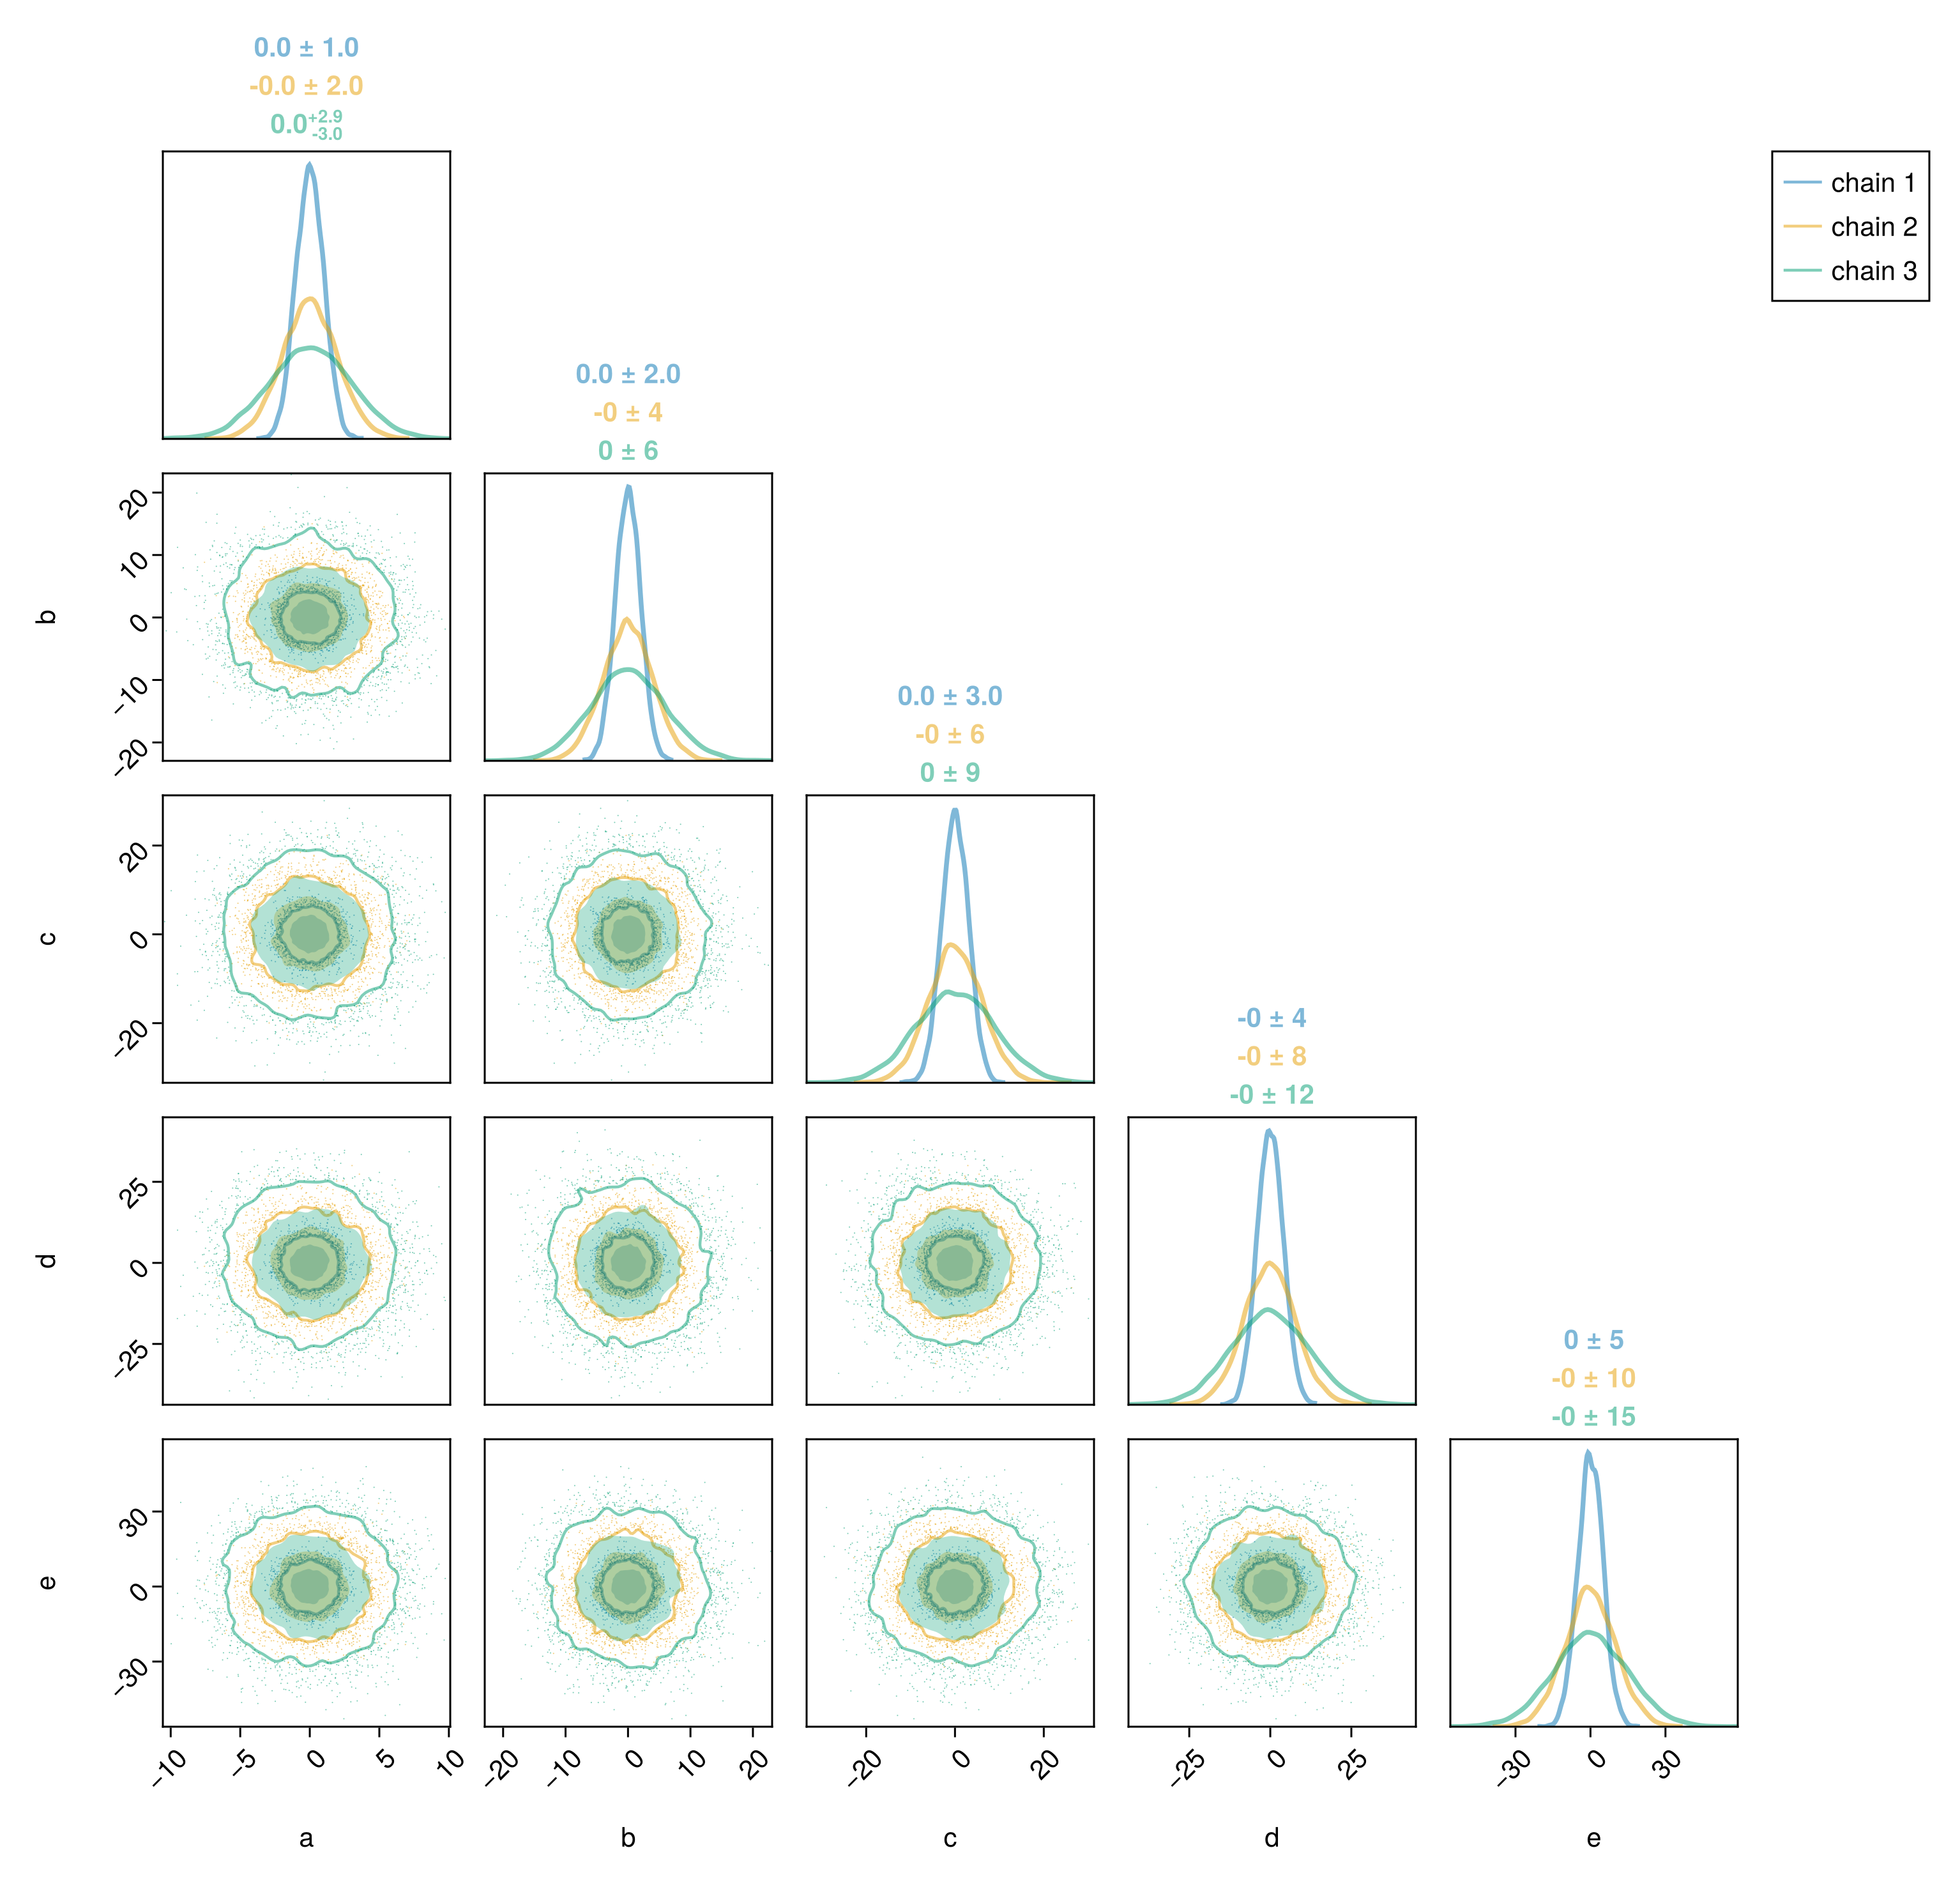 0.0 ± 1.0
-0.0 ± 2.0
0.0+2.9 -3.0
chain 1
chain 2
chain 3
0.0 ± 2.0
-0 ± 4
0 ± 6
20
10
0
−10
−20
b
0.0 ± 3.0
-0 ± 6
0 ± 9
20
0
−20
c
-0 ± 4
-0 ± 8
-0 ± 12
25
0
−25
d
0 ± 5
-0 ± 10
-0 ± 15
30
0
−30
e
−10 −5 0 5 10
−20 −10 0 10 20
−20 0 20
−25 0 25
−30 0 30
a b c d e